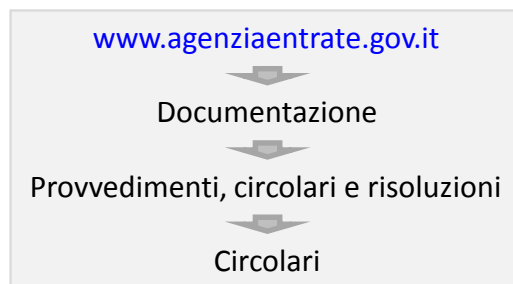 www.agenziaentrate.gov.it
Documentazione
Provvedimenti, circolari e risoluzioni
Circolari